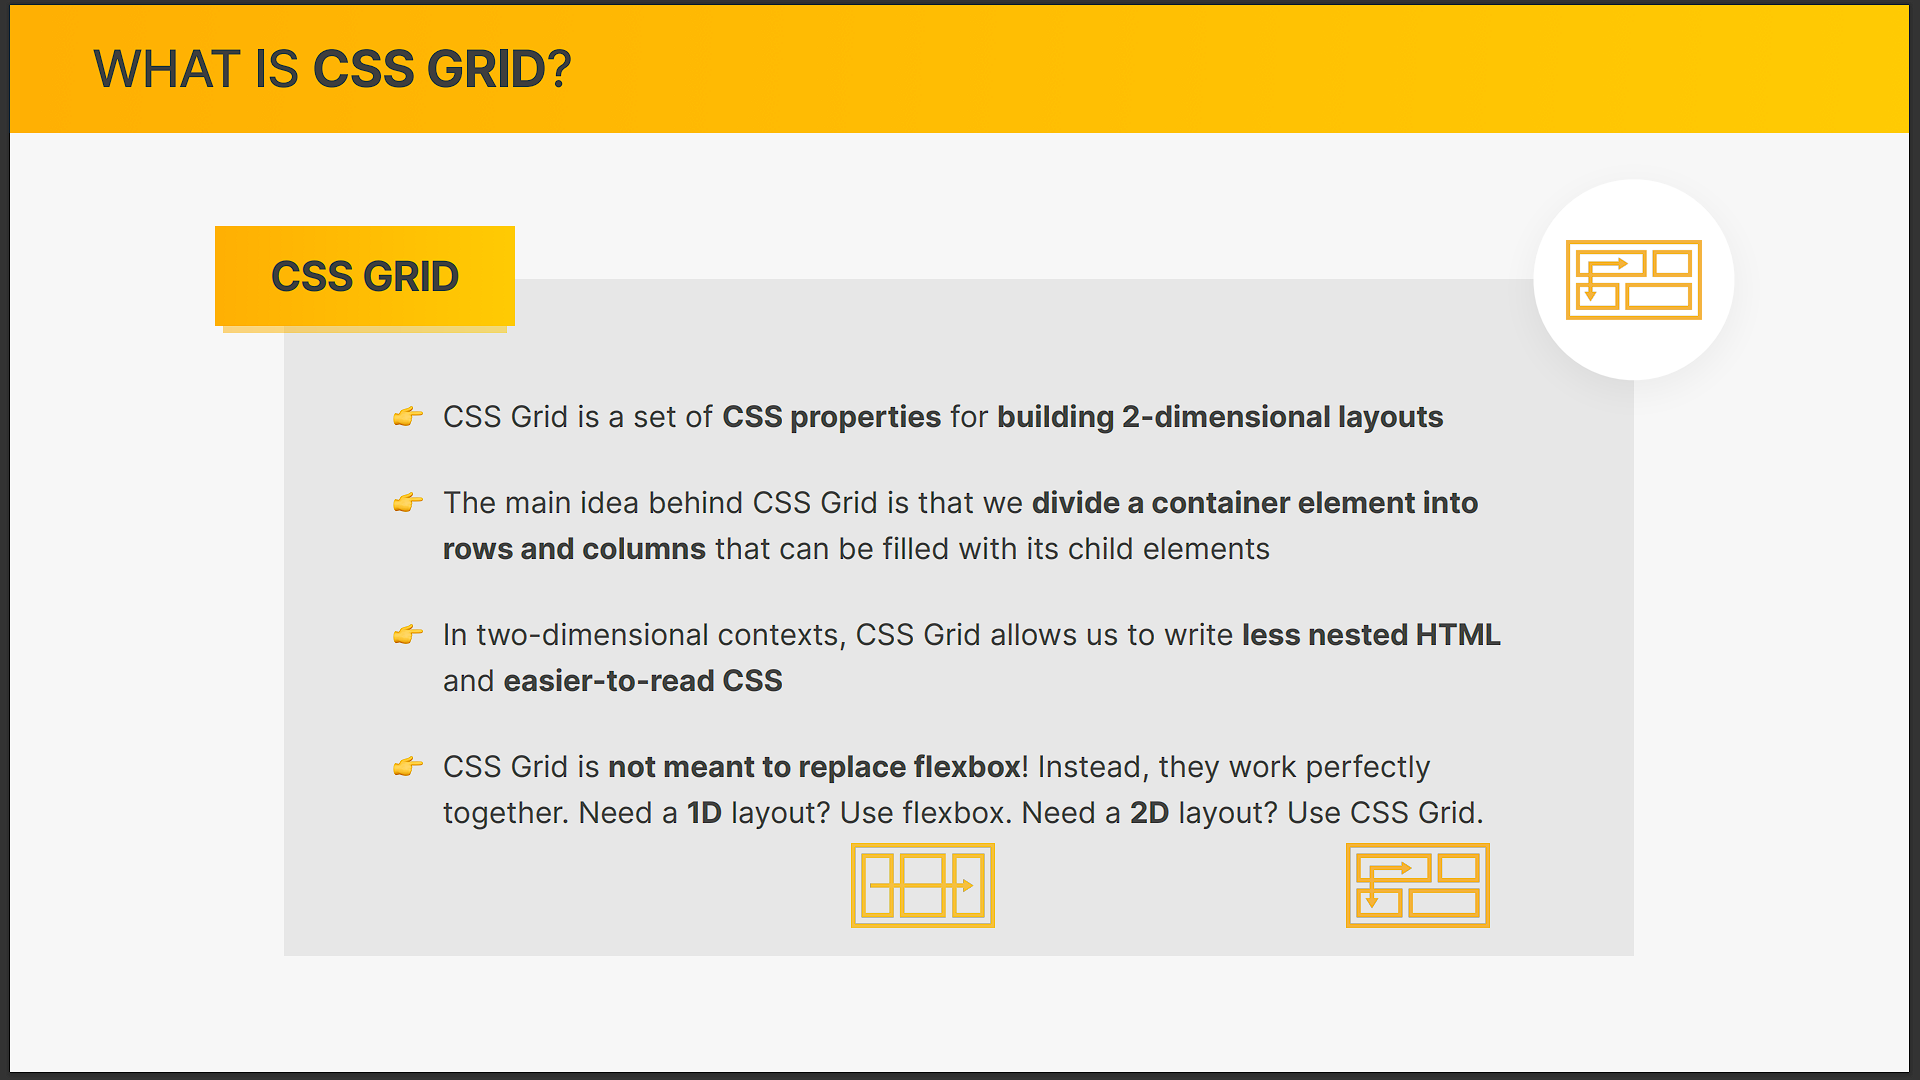 WHAT IS CSS GRID?
CSS GRID
👉 CSS Grid is a set of CSS properties for building 2-dimensional layouts
👉 The main idea behind CSS Grid is that we divide a container element into
rows and columns that can be filled with its child elements
👉 In two-dimensional contexts, CSS Grid allows us to write less nested HTML
and easier-to-read CSS
👉 CSS Grid is not meant to replace flexbox! Instead, they work perfectly
together. Need a 1D layout? Use flexbox. Need a 2D layout? Use CSS Grid.